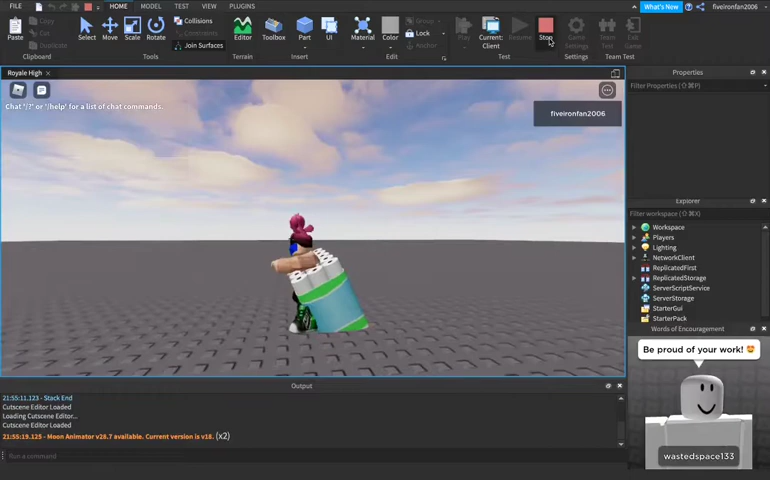 FILE HOME MODEL TEST VIEW PLUGINS What's New fiveironfan2006
Paste Copy Cut Duplicate Select Move Scale Rotate Collisions Constraints Join Surfaces Editor Toolbox Part UI Material Color Group Lock Anchor Play Current: Client Resume Stop Game Settings Team Test Exit Game
Clipboard Tools Terrain Insert Edit Test Settings Team Test
Royale High
Properties
Filter Properties (⇧⌘P)
Chat '/?' or '/help' for a list of chat commands.
fiveironfan2006
Explorer
Filter workspace (⇧⌘X)
Workspace
Players
Lighting
NetworkClient
ReplicatedFirst
ReplicatedStorage
ServerScriptService
ServerStorage
StarterGui
StarterPack
Words of Encouragement
Be proud of your work!
wastedspace133
Output
21:55:11.123 - Stack End
Cutscene Editor Loaded
Loading Cutscene Editor...
Cutscene Editor Loaded
21:55:19.125 - Moon Animator v28.7 available. Current version is v18. (x2)
Run a command